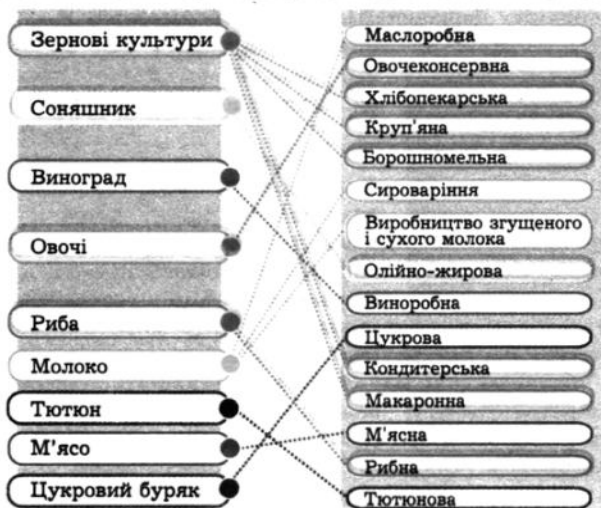 Зернові культури
Соняшник
Виноград
Овочі
Риба
Молоко
Тютюн
М'ясо
Цукровий буряк
Маслоробна
Овочеконсервна
Хлібопекарська
Круп'яна
Борошномельна
Сироваріння
Виробництво згущеного
і сухого молока
Олійно-жирова
Виноробна
Цукрова
Кондитерська
Макаронна
М'ясна
Рибна
Тютюнова